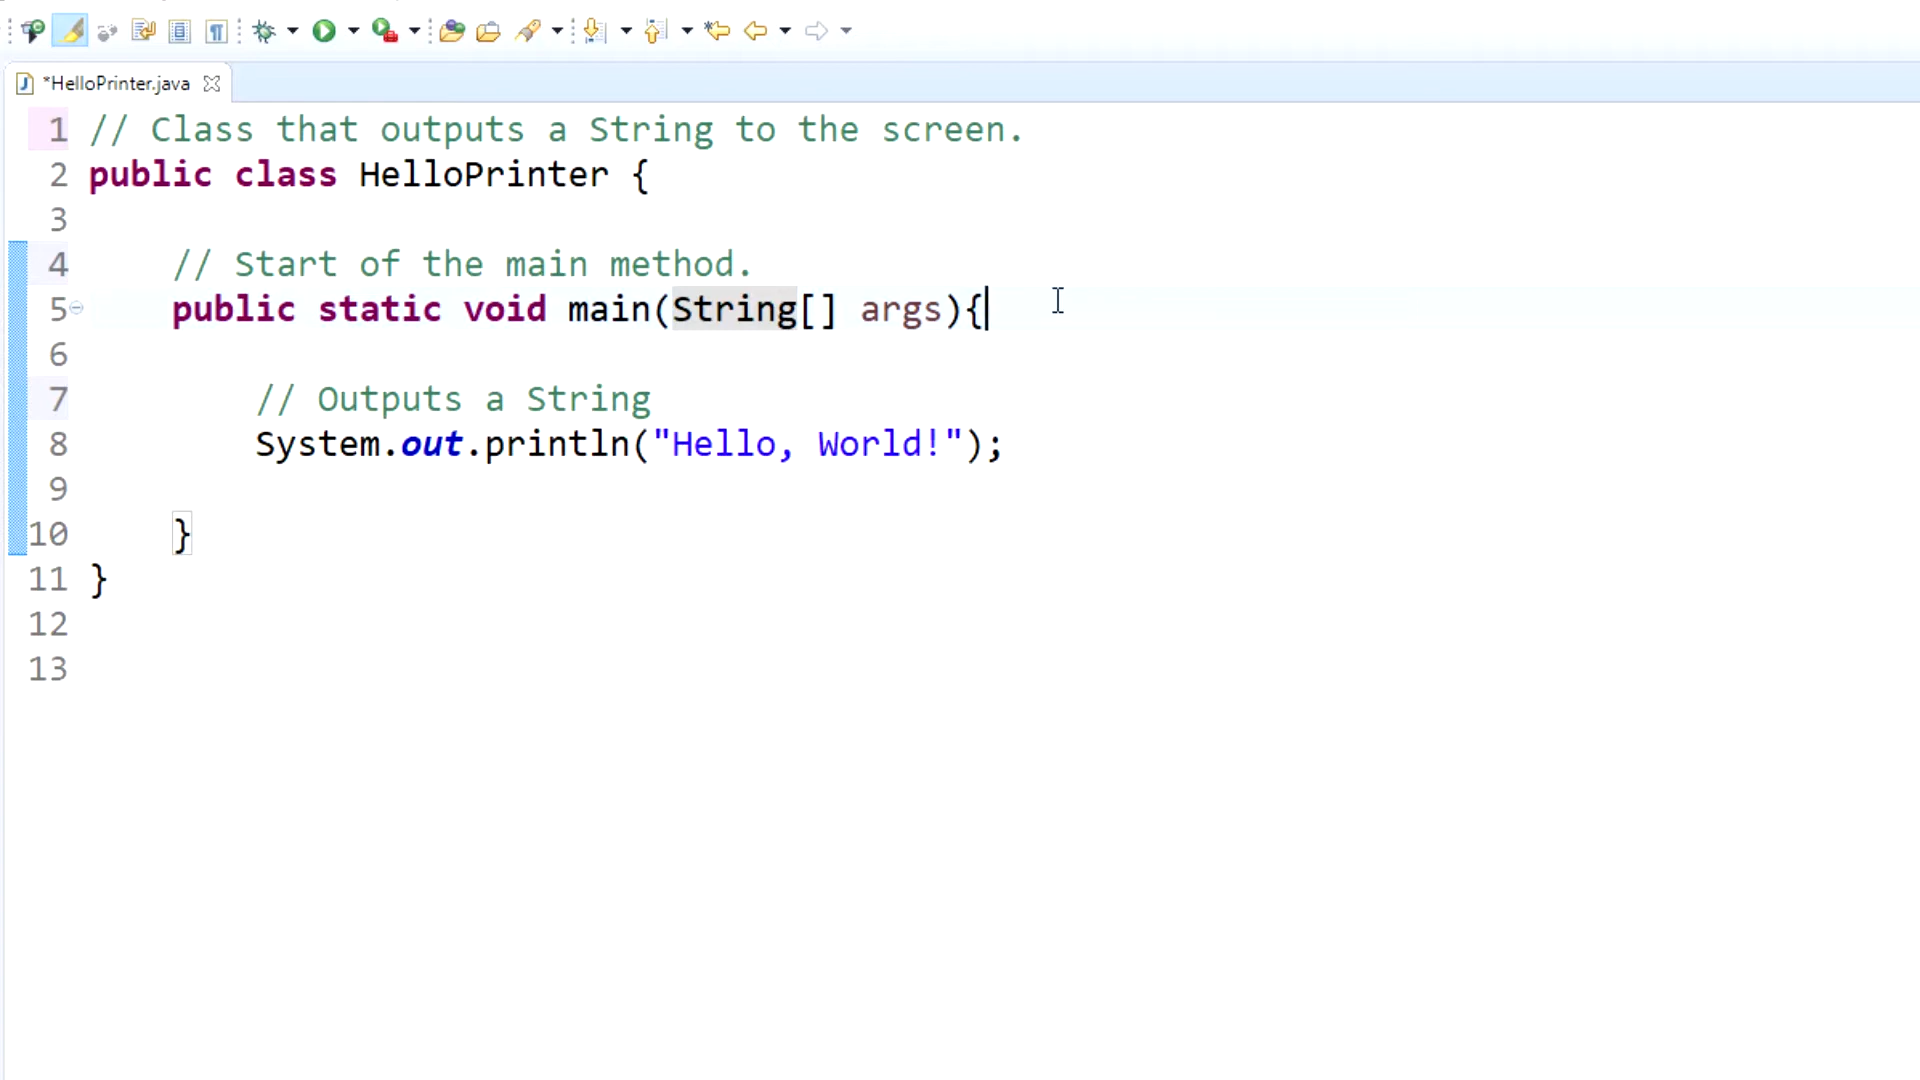 *HelloPrinter.java
1 // Class that outputs a String to the screen.
2 public class HelloPrinter {
3
4 // Start of the main method.
5 public static void main(String[] args){
6
7 // Outputs a String
8 System.out.println("Hello, World!");
9
10 }
11 }
12
13